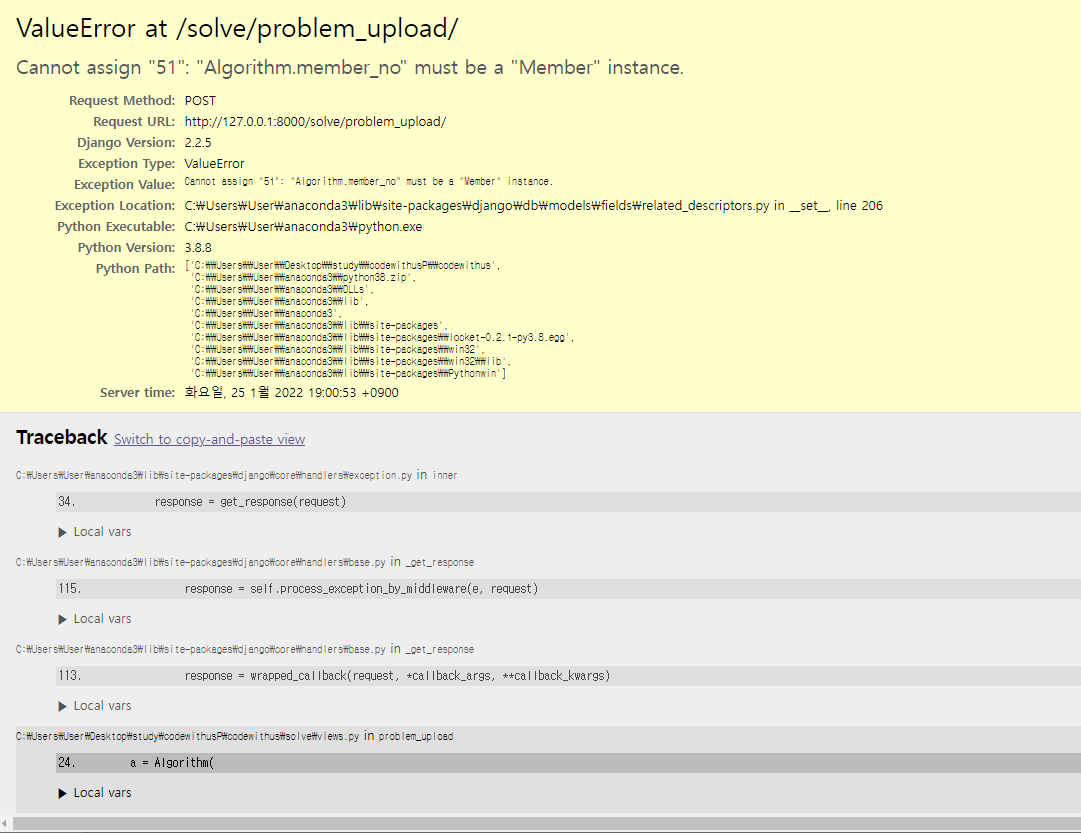 ValueError at /solve/problem_upload/
Cannot assign "51": "Algorithm.member_no" must be a "Member" instance.
Request Method: POST
Request URL: http://127.0.0.1:8000/solve/problem_upload/
Django Version: 2.2.5
Exception Type: ValueError
Exception Value: Cannot assign "51": "Algorithm.member_no" must be a "Member" instance.
Exception Location: C:₩Users₩User₩anaconda3₩lib₩site-packages₩django₩db₩models₩fields₩related_descriptors.py in __set__, line 206
Python Executable: C:₩Users₩User₩anaconda3₩python.exe
Python Version: 3.8.8
Python Path: ['C:₩₩Users₩₩User₩₩Desktop₩₩study₩₩codewithusP₩₩codewithus',
'C:₩₩Users₩₩User₩₩anaconda3₩₩python38.zip',
'C:₩₩Users₩₩User₩₩anaconda3₩₩DLLs',
'C:₩₩Users₩₩User₩₩anaconda3₩₩lib',
'C:₩₩Users₩₩User₩₩anaconda3',
'C:₩₩Users₩₩User₩₩anaconda3₩₩lib₩₩site-packages',
'C:₩₩Users₩₩User₩₩anaconda3₩₩lib₩₩site-packages₩₩locket-0.2.1-py3.8.egg',
'C:₩₩Users₩₩User₩₩anaconda3₩₩lib₩₩site-packages₩₩win32',
'C:₩₩Users₩₩User₩₩anaconda3₩₩lib₩₩site-packages₩₩win32₩₩lib',
'C:₩₩Users₩₩User₩₩anaconda3₩₩lib₩₩site-packages₩₩Pythonwin']
Server time: 화요일, 25 1월 2022 19:00:53 +0900
Traceback Switch to copy-and-paste view
C:₩Users₩User₩anaconda3₩lib₩site-packages₩django₩core₩handlers₩exception.py in inner
34. response = get_response(request)
▶ Local vars
C:₩Users₩User₩anaconda3₩lib₩site-packages₩django₩core₩handlers₩base.py in _get_response
115. response = self.process_exception_by_middleware(e, request)
▶ Local vars
C:₩Users₩User₩anaconda3₩lib₩site-packages₩django₩core₩handlers₩base.py in _get_response
113. response = wrapped_callback(request, *callback_args, **callback_kwargs)
▶ Local vars
C:₩Users₩User₩Desktop₩study₩codewithusP₩codewithus₩solve₩views.py in problem_upload
24. a = Algorithm(
▶ Local vars